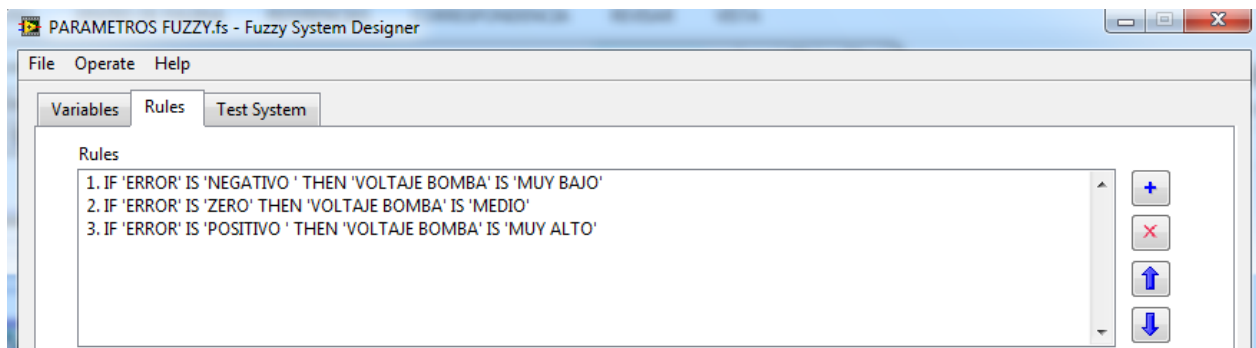 PARAMETROS FUZZY.fs - Fuzzy System Designer
File Operate Help
Variables Rules Test System
Rules
1. IF 'ERROR' IS 'NEGATIVO ' THEN 'VOLTAJE BOMBA' IS 'MUY BAJO'
2. IF 'ERROR' IS 'ZERO' THEN 'VOLTAJE BOMBA' IS 'MEDIO'
3. IF 'ERROR' IS 'POSITIVO ' THEN 'VOLTAJE BOMBA' IS 'MUY ALTO'